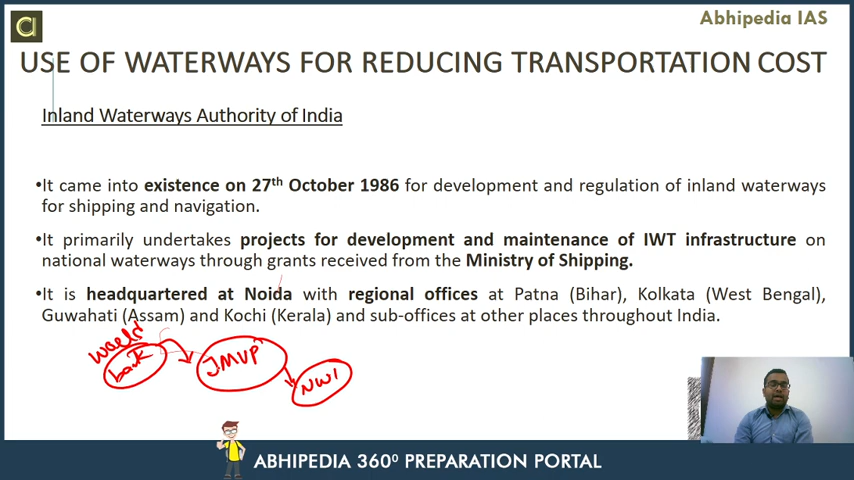 Abhipedia IAS
USE OF WATERWAYS FOR REDUCING TRANSPORTATION COST
Inland Waterways Authority of India
•It came into existence on 27th October 1986 for development and regulation of inland waterways
for shipping and navigation.
•It primarily undertakes projects for development and maintenance of IWT infrastructure on
national waterways through grants received from the Ministry of Shipping.
•It is headquartered at Noida with regional offices at Patna (Bihar), Kolkata (West Bengal),
Guwahati (Assam) and Kochi (Kerala) and sub-offices at other places throughout India.
World
bank
JMVP
NW1
ABHIPEDIA 360⁰ PREPARATION PORTAL